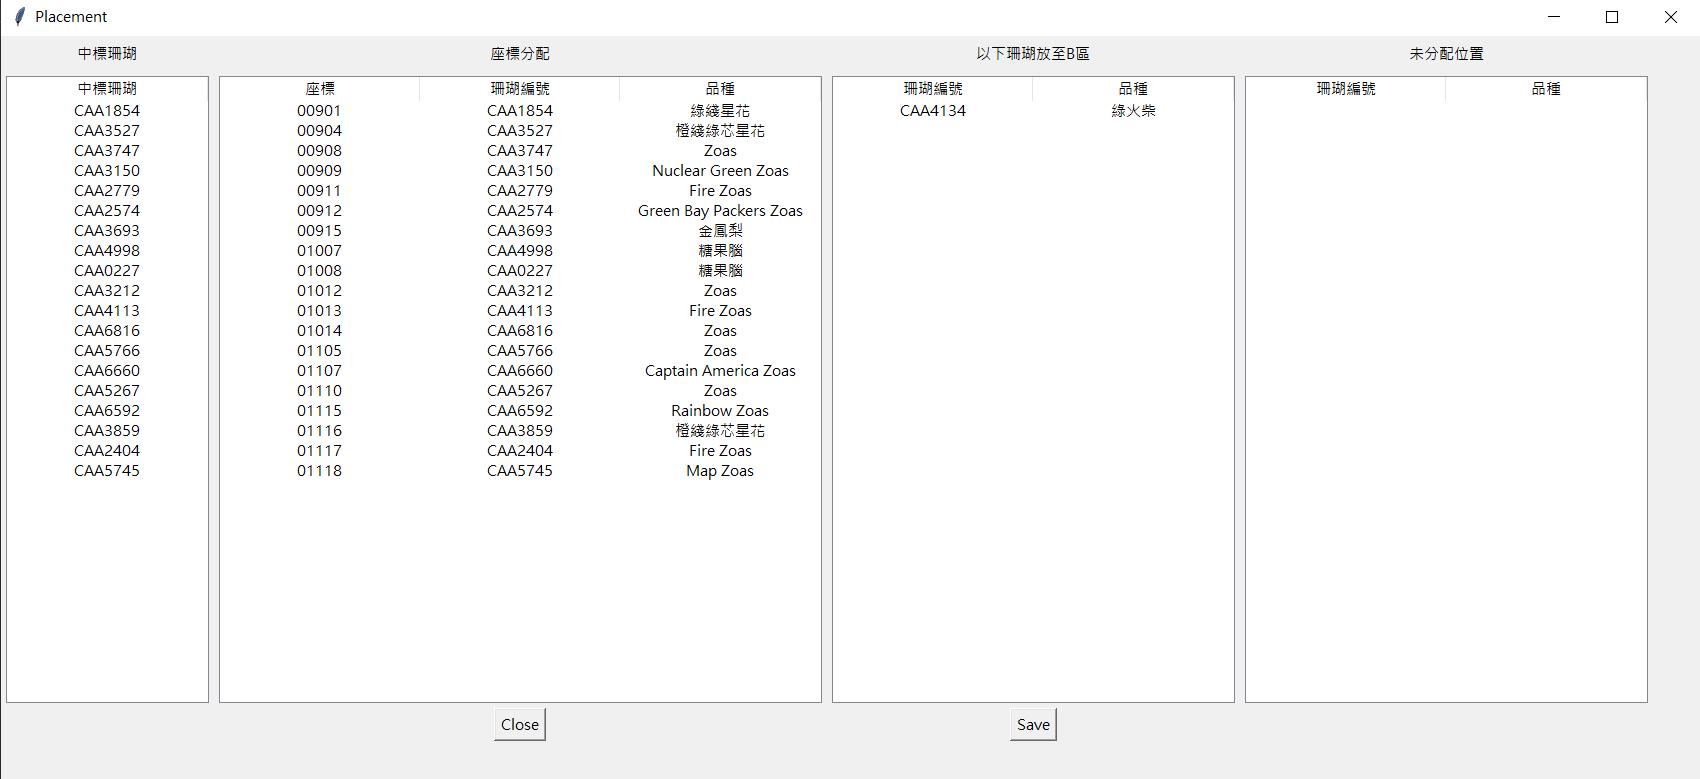 Placement
中標珊瑚 座標分配 以下珊瑚放至B區 未分配位置
中標珊瑚 座標 珊瑚編號 品種 珊瑚編號 品種 珊瑚編號 品種
CAA1854 00901 CAA1854 綠綫星花 CAA4134 綠火柴
CAA3527 00904 CAA3527 橙綫綠芯星花
CAA3747 00908 CAA3747 Zoas
CAA3150 00909 CAA3150 Nuclear Green Zoas
CAA2779 00911 CAA2779 Fire Zoas
CAA2574 00912 CAA2574 Green Bay Packers Zoas
CAA3693 00915 CAA3693 金鳳梨
CAA4998 01007 CAA4998 糖果腦
CAA0227 01008 CAA0227 糖果腦
CAA3212 01012 CAA3212 Zoas
CAA4113 01013 CAA4113 Fire Zoas
CAA6816 01014 CAA6816 Zoas
CAA5766 01105 CAA5766 Zoas
CAA6660 01107 CAA6660 Captain America Zoas
CAA5267 01110 CAA5267 Zoas
CAA6592 01115 CAA6592 Rainbow Zoas
CAA3859 01116 CAA3859 橙綫綠芯星花
CAA2404 01117 CAA2404 Fire Zoas
CAA5745 01118 CAA5745 Map Zoas
Close Save